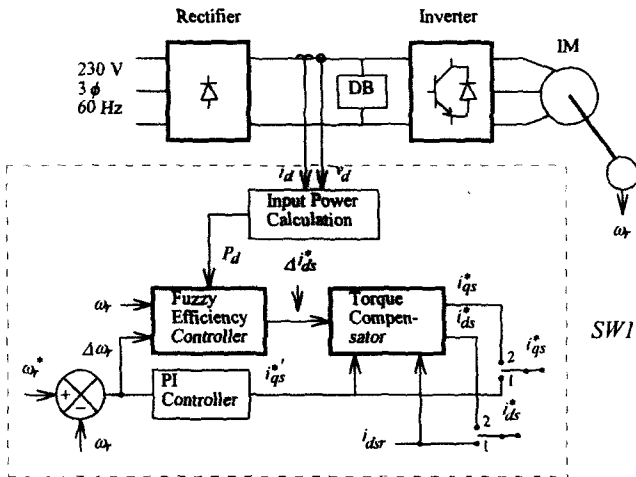 Rectifier
Inverter
IM
230 V
3 ϕ
60 Hz
DB
i_d
v_d
Input Power
Calculation
ω_r
P_d
Δi*_ds
ω_r
Fuzzy
Efficiency
Controller
Torque
Compen-
sator
i*_qs
i*_ds
SW1
Δω_r
ω_r*
+
−
ω_r
PI
Controller
i*'_qs
2
1
i*_qs
i*_ds
i_dsr
2
1